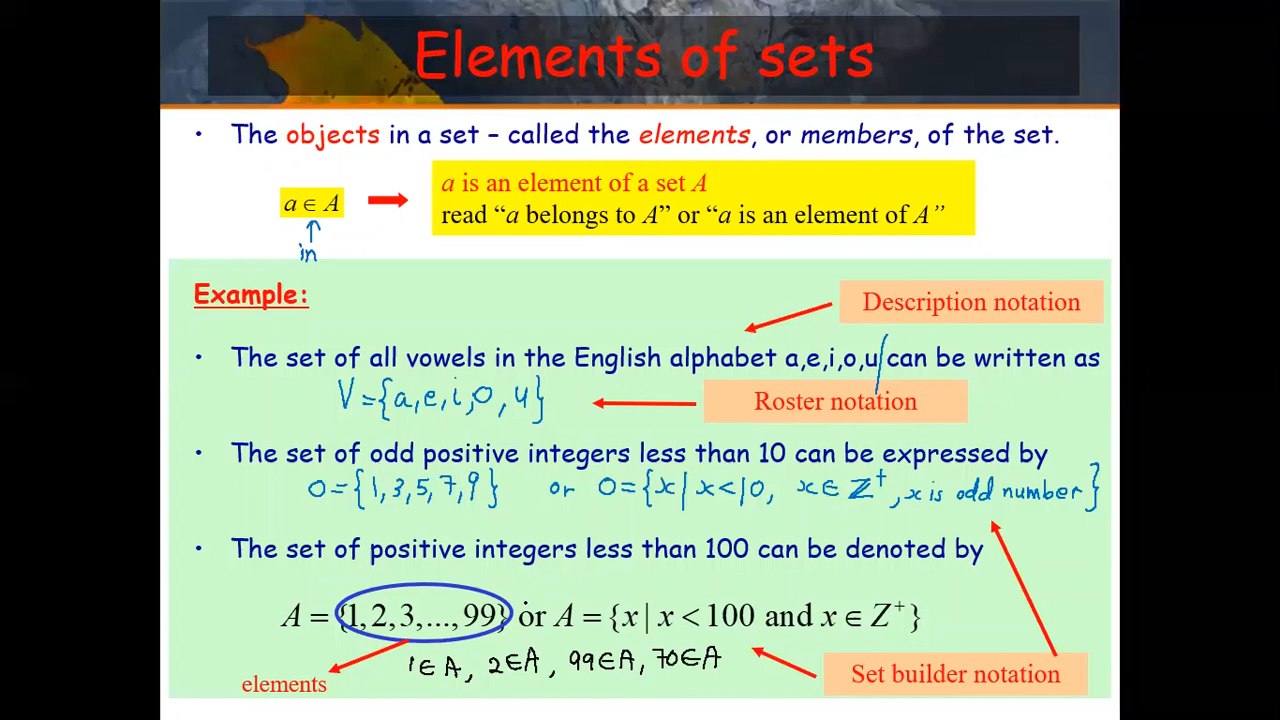 Elements of sets
• The objects in a set – called the elements, or members, of the set.
a ∈ A
a is an element of a set A
read “a belongs to A” or “a is an element of A”
↑
in
Example:
Description notation
• The set of all vowels in the English alphabet a,e,i,o,u/can be written as
V={a,e,i,o,u}
Roster notation
• The set of odd positive integers less than 10 can be expressed by
O={1,3,5,7,9} or O={x|x<10, x∈Z⁺, x is odd number}
• The set of positive integers less than 100 can be denoted by
A = {1,2,3,...,99} or A = {x | x < 100 and x ∈ Z⁺}
1∈A, 2∈A, 99∈A, 70∈A
elements
Set builder notation